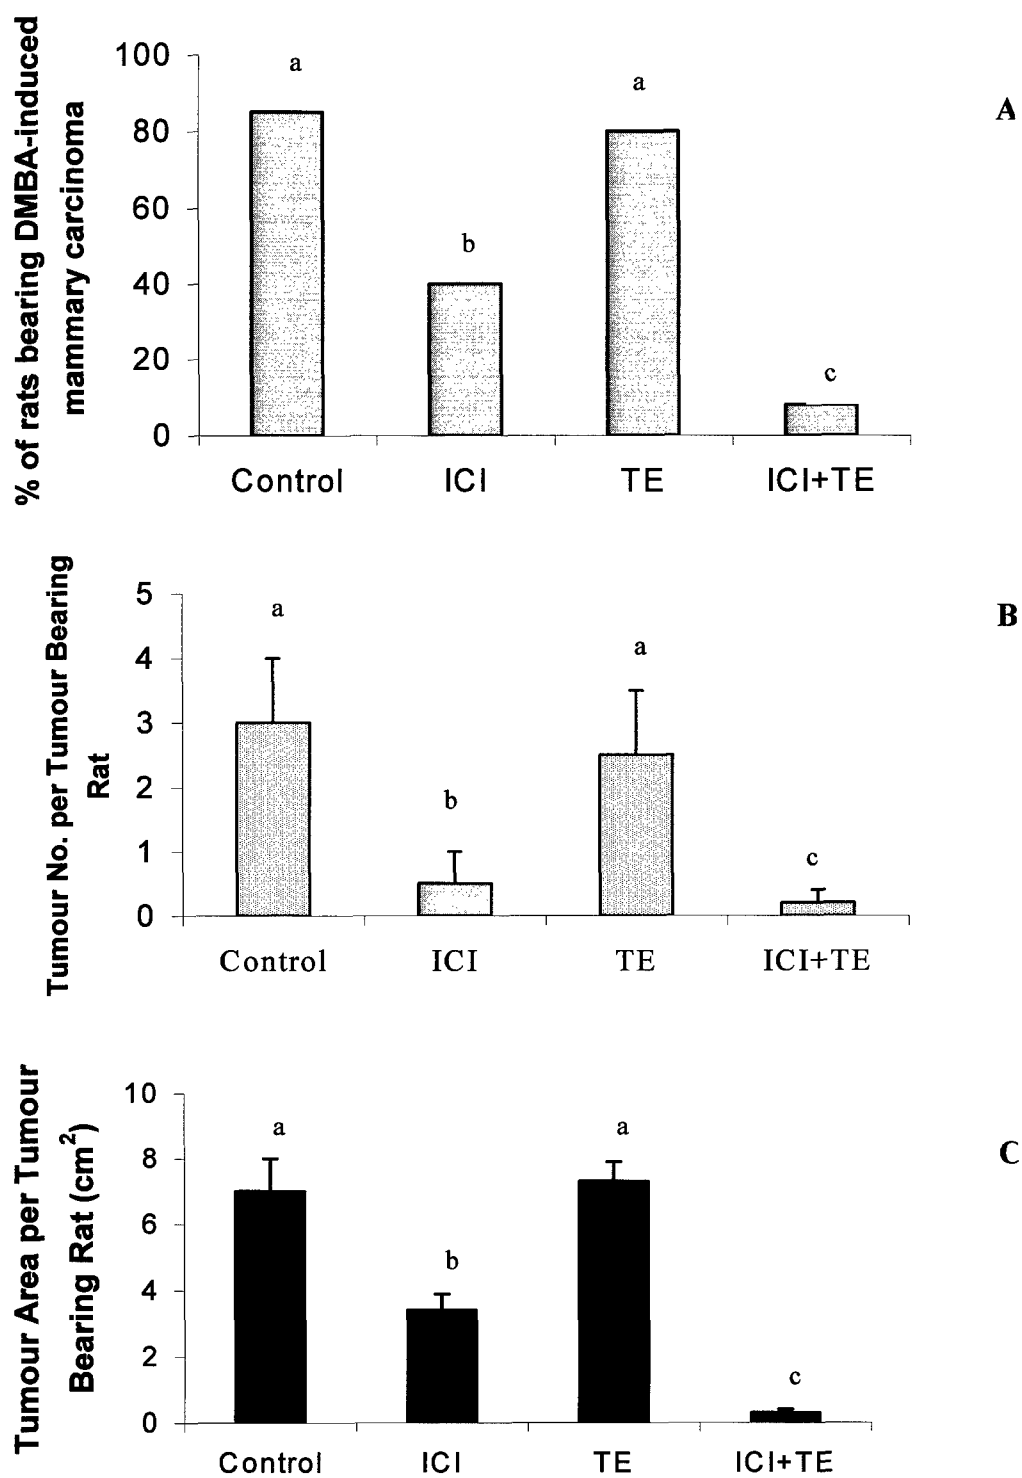 % of rats bearing DMBA-induced
mammary carcinoma
100
80
60
40
20
0
a
b
a
c
A
Control ICI TE ICI+TE
Tumour No. per Tumour Bearing
Rat
5
4
3
2
1
0
a
b
a
c
B
Control ICI TE ICI+TE
Tumour Area per Tumour
Bearing Rat (cm²)
10
8
6
4
2
0
a
b
a
c
C
Control ICI TE ICI+TE